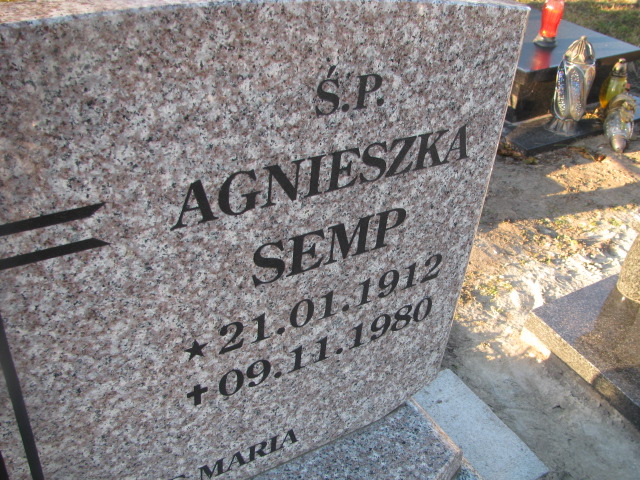 Ś.P.
AGNIESZKA
SEMP
★ 21.01.1912
✝ 09.11.1980
MARIA